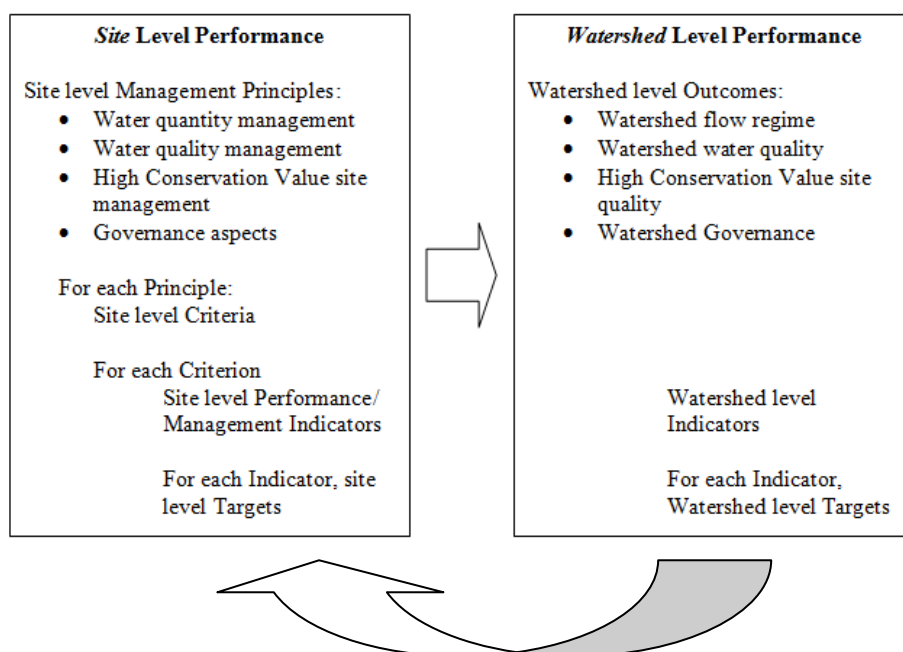 Site Level Performance
Site level Management Principles:
• Water quantity management
• Water quality management
• High Conservation Value site
management
• Governance aspects
For each Principle:
Site level Criteria
For each Criterion
Site level Performance/
Management Indicators
For each Indicator, site
level Targets
Watershed Level Performance
Watershed level Outcomes:
• Watershed flow regime
• Watershed water quality
• High Conservation Value site
quality
• Watershed Governance
Watershed level
Indicators
For each Indicator,
Watershed level Targets